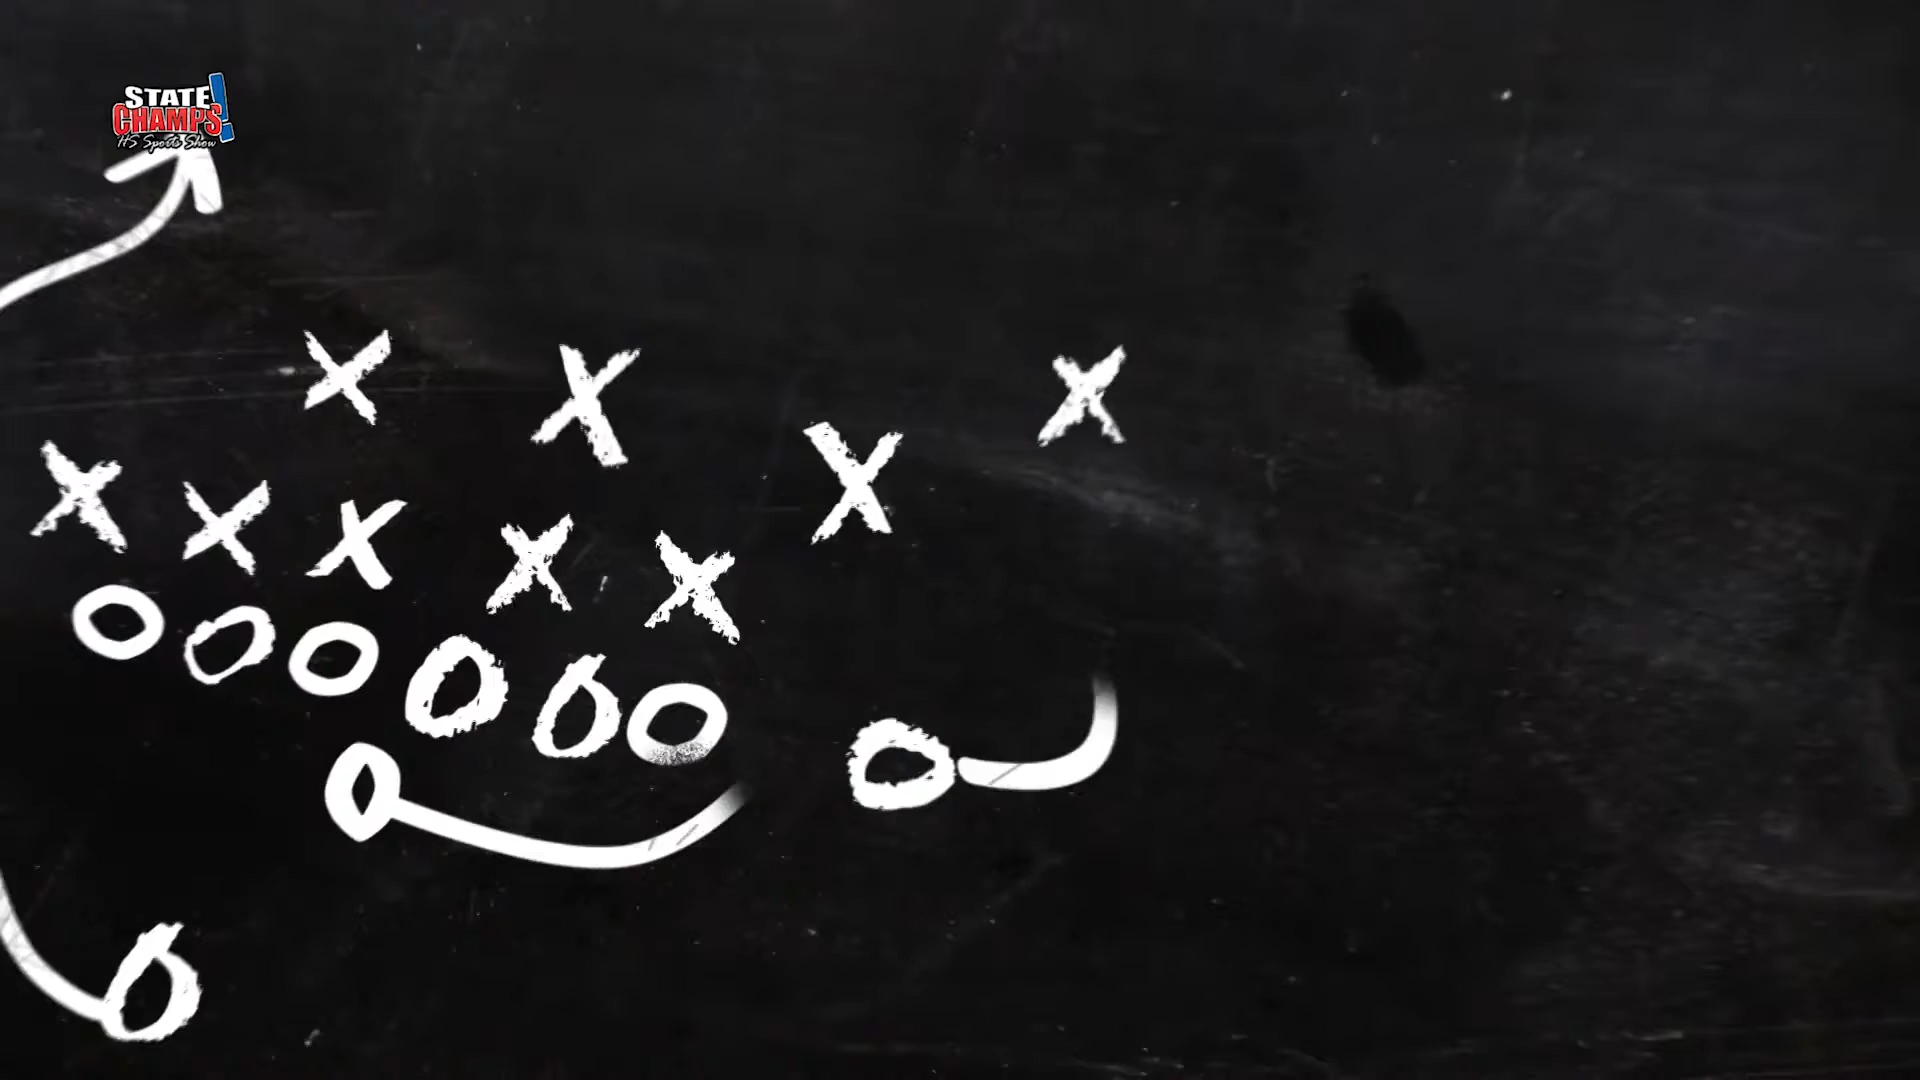 STATE
CHAMPS!
HS Sports Show
X X X
X
X X X X X
O O O O O O
O O
O